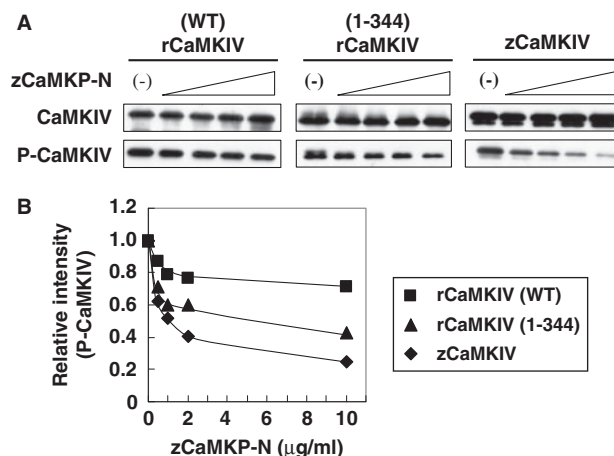 A
(WT)
rCaMKIV
(1-344)
rCaMKIV
zCaMKIV
zCaMKP-N
(-)
(-)
(-)
CaMKIV
P-CaMKIV
B
Relative intensity
(P-CaMKIV)
1.2
1.0
0.8
0.6
0.4
0.2
0
0 2 4 6 8 10
zCaMKP-N (μg/ml)
rCaMKIV (WT)
rCaMKIV (1-344)
zCaMKIV